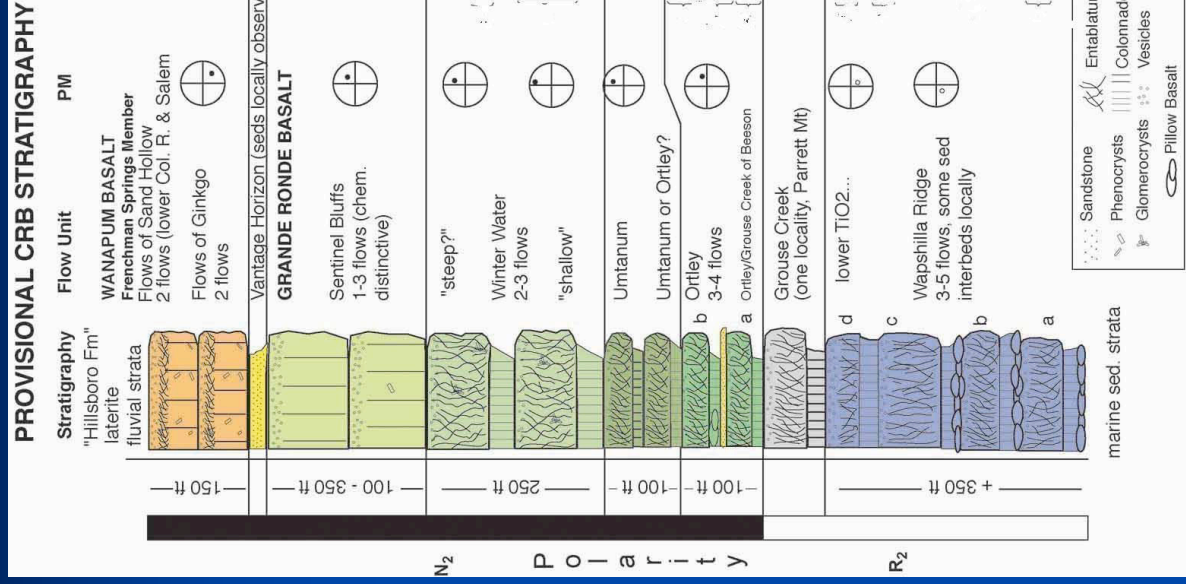 PROVISIONAL CRB STRATIGRAPHY
Stratigraphy
Flow Unit
PM
"Hillsboro Fm"
laterite
fluvial strata
WANAPUM BASALT
Frenchman Springs Member
Flows of Sand Hollow
2 flows (lower Col. R. & Salem
Flows of Ginkgo
2 flows
Vantage Horizon (seds locally observ
GRANDE RONDE BASALT
Sentinel Bluffs
1-3 flows (chem.
distinctive)
"steep?"
Winter Water
2-3 flows
"shallow"
Umtanum
Umtanum or Ortley?
Ortley
3-4 flows
b
a
Ortley/Grouse Creek of Beeson
Grouse Creek
(one locality, Parrett Mt)
lower TiO2...
Wapshilla Ridge
3-5 flows, some sed
interbeds locally
d
c
b
a
marine sed. strata
150 ft
100 - 350 ft
250 ft
100 ft
100 ft
350 +
ft
N2
Polarity
R2
Sandstone
Phenocrysts
Glomerocrysts
Entablatur
Colonnad
Vesicles
Pillow Basalt